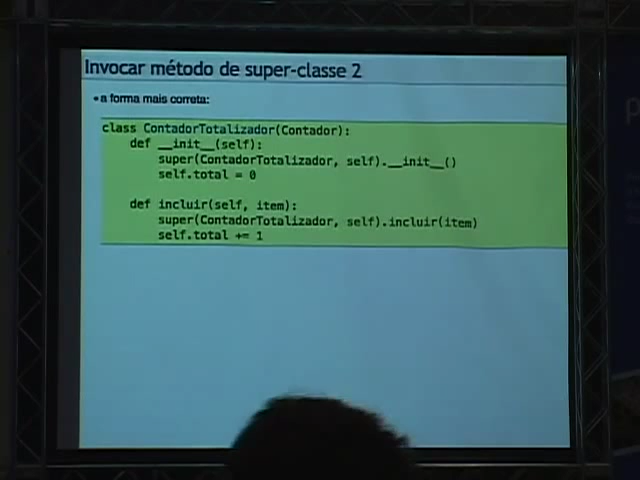 Invocar método de super-classe 2
• a forma mais correta:
class ContadorTotalizador(Contador):
    def __init__(self):
        super(ContadorTotalizador, self).__init__()
        self.total = 0
    def incluir(self, item):
        super(ContadorTotalizador, self).incluir(item)
        self.total += 1